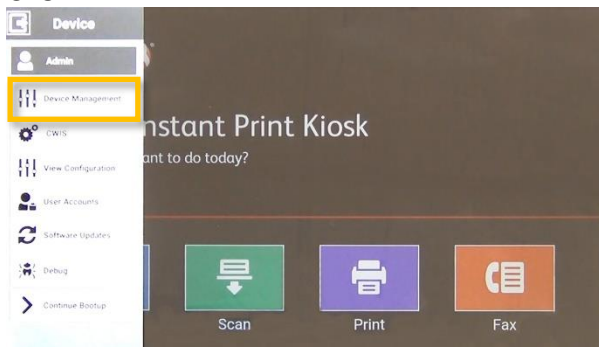 Device
Admin
Device Management
CWIS
View Configuration
User Accounts
Software Updates
Debug
Continue Bootup
nstant Print Kiosk
ant to do today?
Scan
Print
Fax